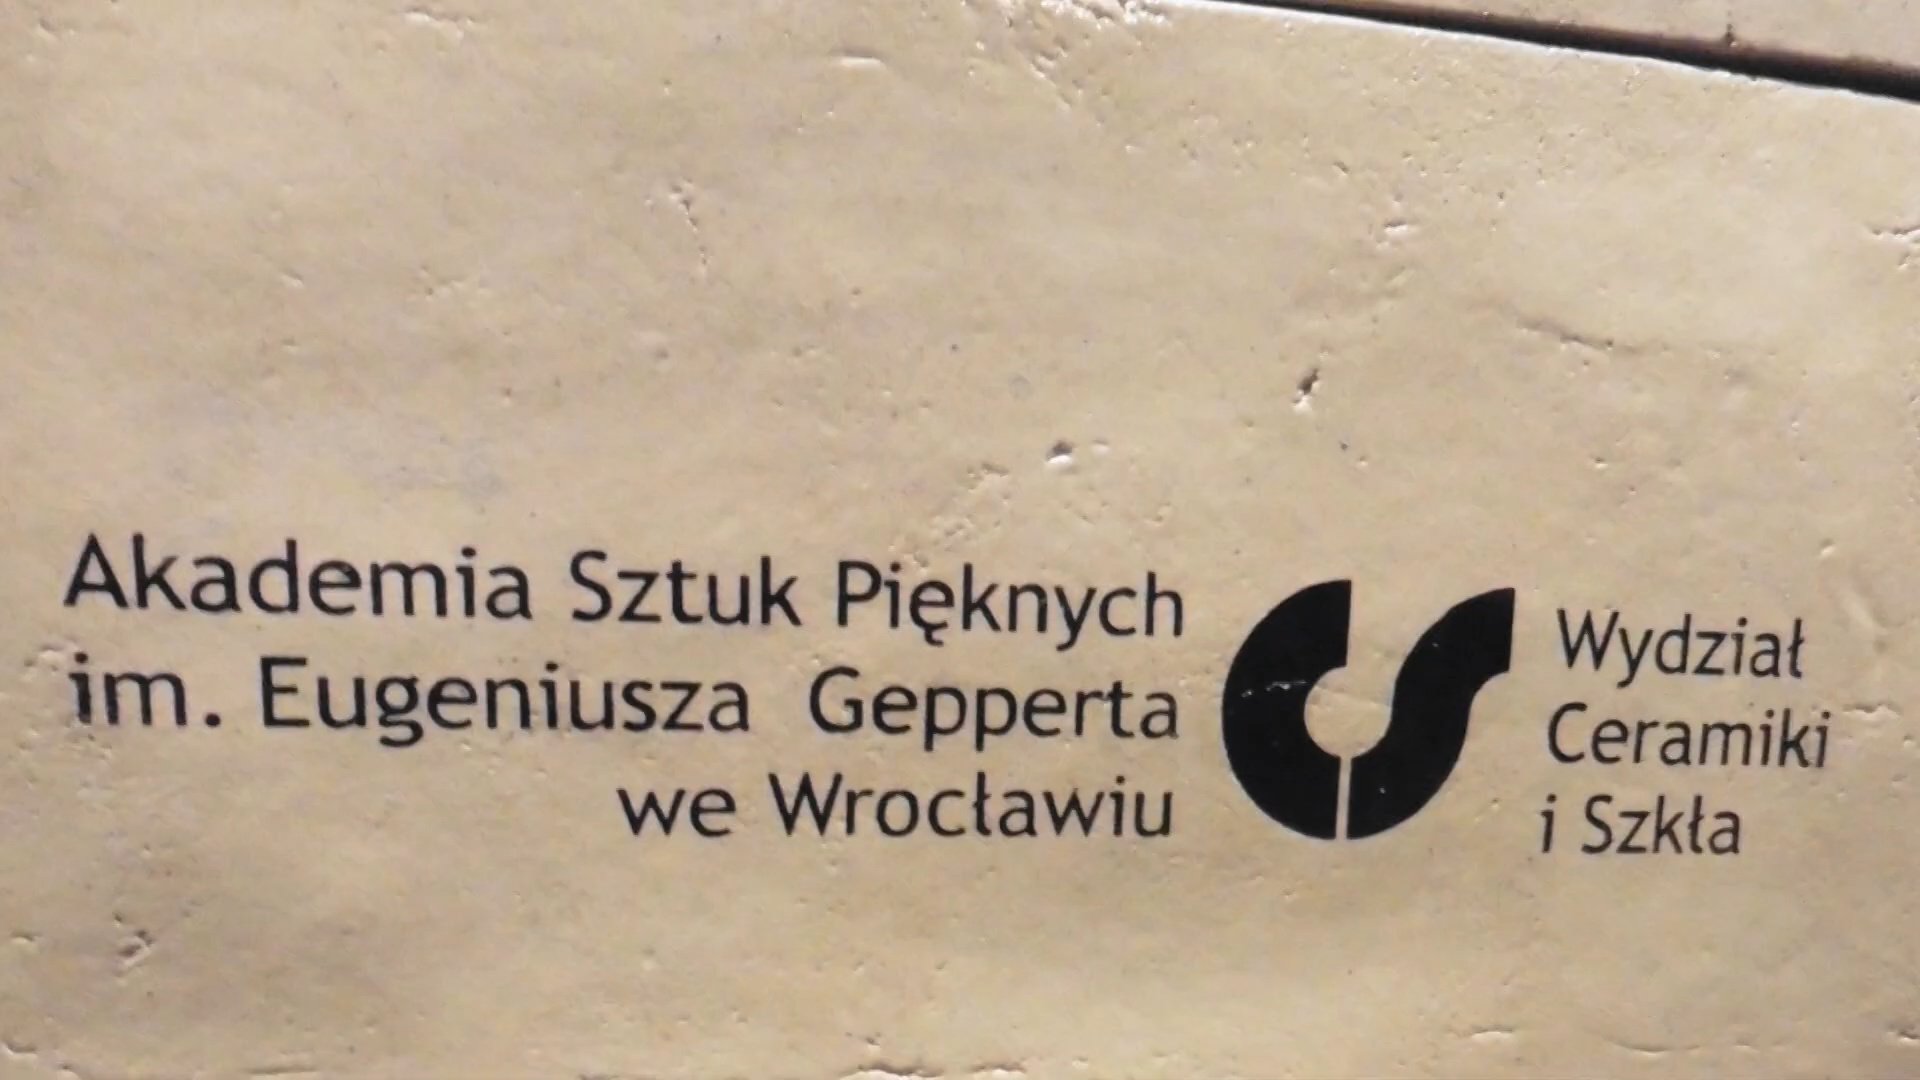 Akademia Sztuk Pięknych
im. Eugeniusza Gepperta
we Wrocławiu
Wydział
Ceramiki
i Szkła